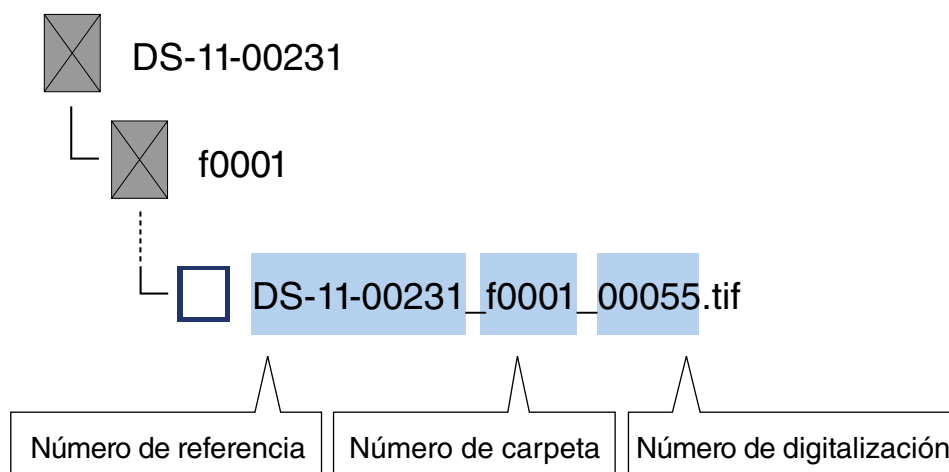 DS-11-00231
f0001
DS-11-00231_f0001_00055.tif
Número de referencia
Número de carpeta
Número de digitalización